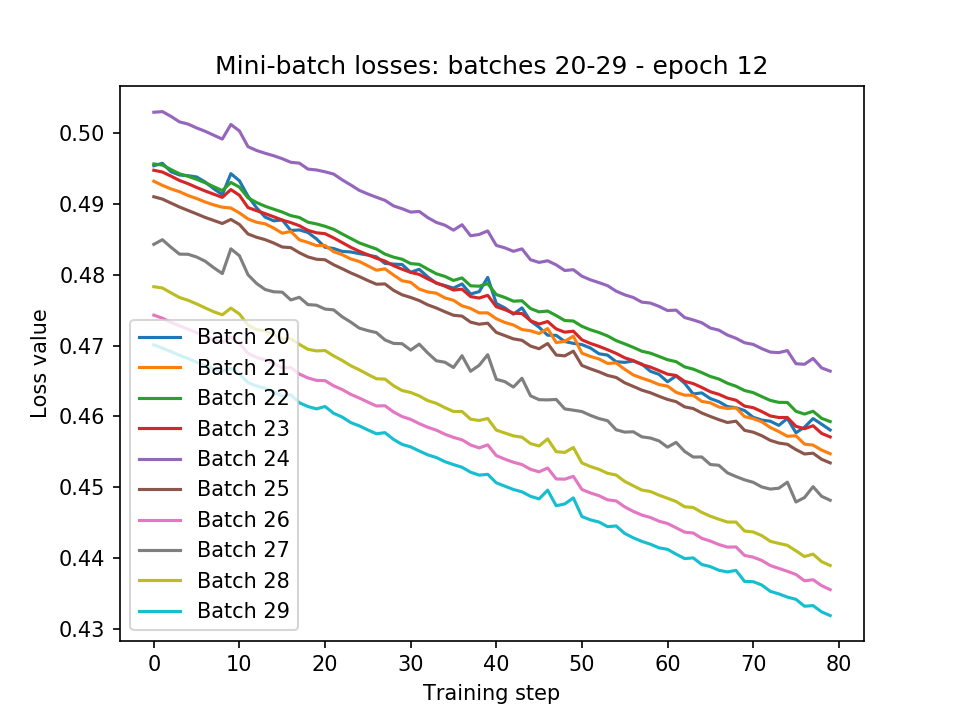 Mini-batch losses: batches 20-29 - epoch 12
Loss value
0.50
0.49
0.48
0.47
0.46
0.45
0.44
0.43
Batch 20
Batch 21
Batch 22
Batch 23
Batch 24
Batch 25
Batch 26
Batch 27
Batch 28
Batch 29
0 10 20 30 40 50 60 70 80
Training step